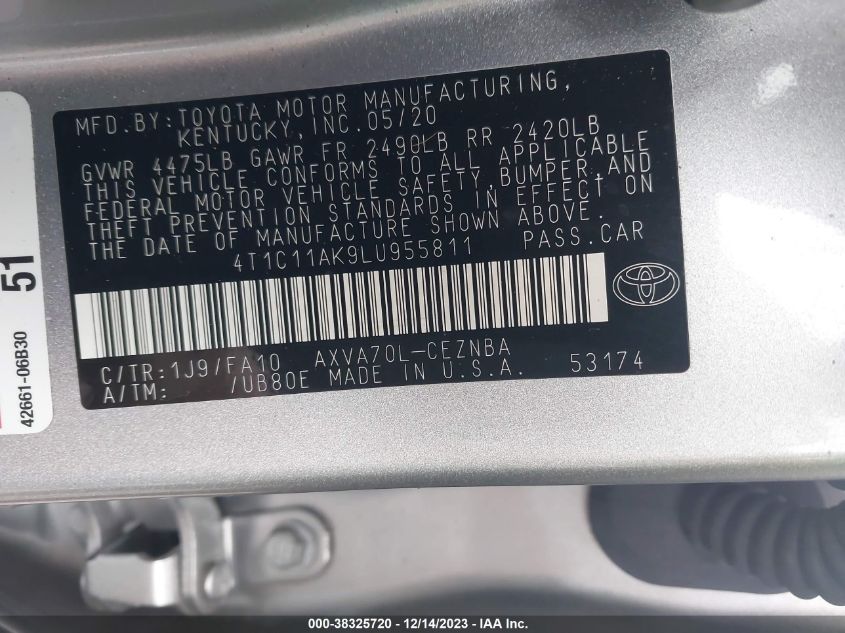 MFD.BY:TOYOTA MOTOR MANUFACTURING,
KENTUCKY,INC.05/20
GVWR 4475LB GAWR FR 2490LB RR 2420LB
THIS VEHICLE CONFORMS TO ALL APPLICABLE
FEDERAL MOTOR VEHICLE SAFETY,BUMPER,AND
THEFT PREVENTION STANDARDS IN EFFECT ON
THE DATE OF MANUFACTURE SHOWN ABOVE.
4T1C11AK9LU955811 PASS.CAR
C/TR:1J9/FA10 AXVA70L-CEZNBA
A/TM: /UB80E MADE IN U.S.A. 53174
51
42661-06B30
000-38325720 - 12/14/2023 - IAA Inc.